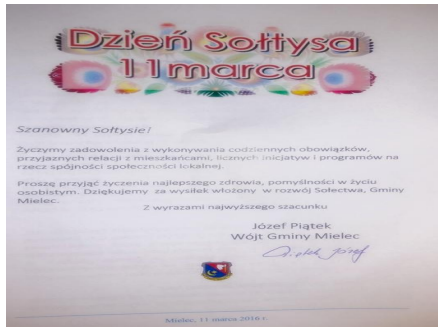 Dzień Sołtysa
11 marca
Szanowny Sołtysie!
Życzymy zadowolenia z wykonywania codziennych obowiązków,
przyjaznych relacji z mieszkańcami, licznych inicjatyw i programów na
rzecz spójności społeczności lokalnej.
Proszę przyjąć życzenia najlepszego zdrowia, pomyślności w życiu
osobistym. Dziękujemy za wysiłek włożony w rozwój Sołectwa, Gminy
Mielec.
Z wyrazami najwyższego szacunku
Józef Piątek
Wójt Gminy Mielec
Piątek Józef
Mielec, 11 marca 2016 r.